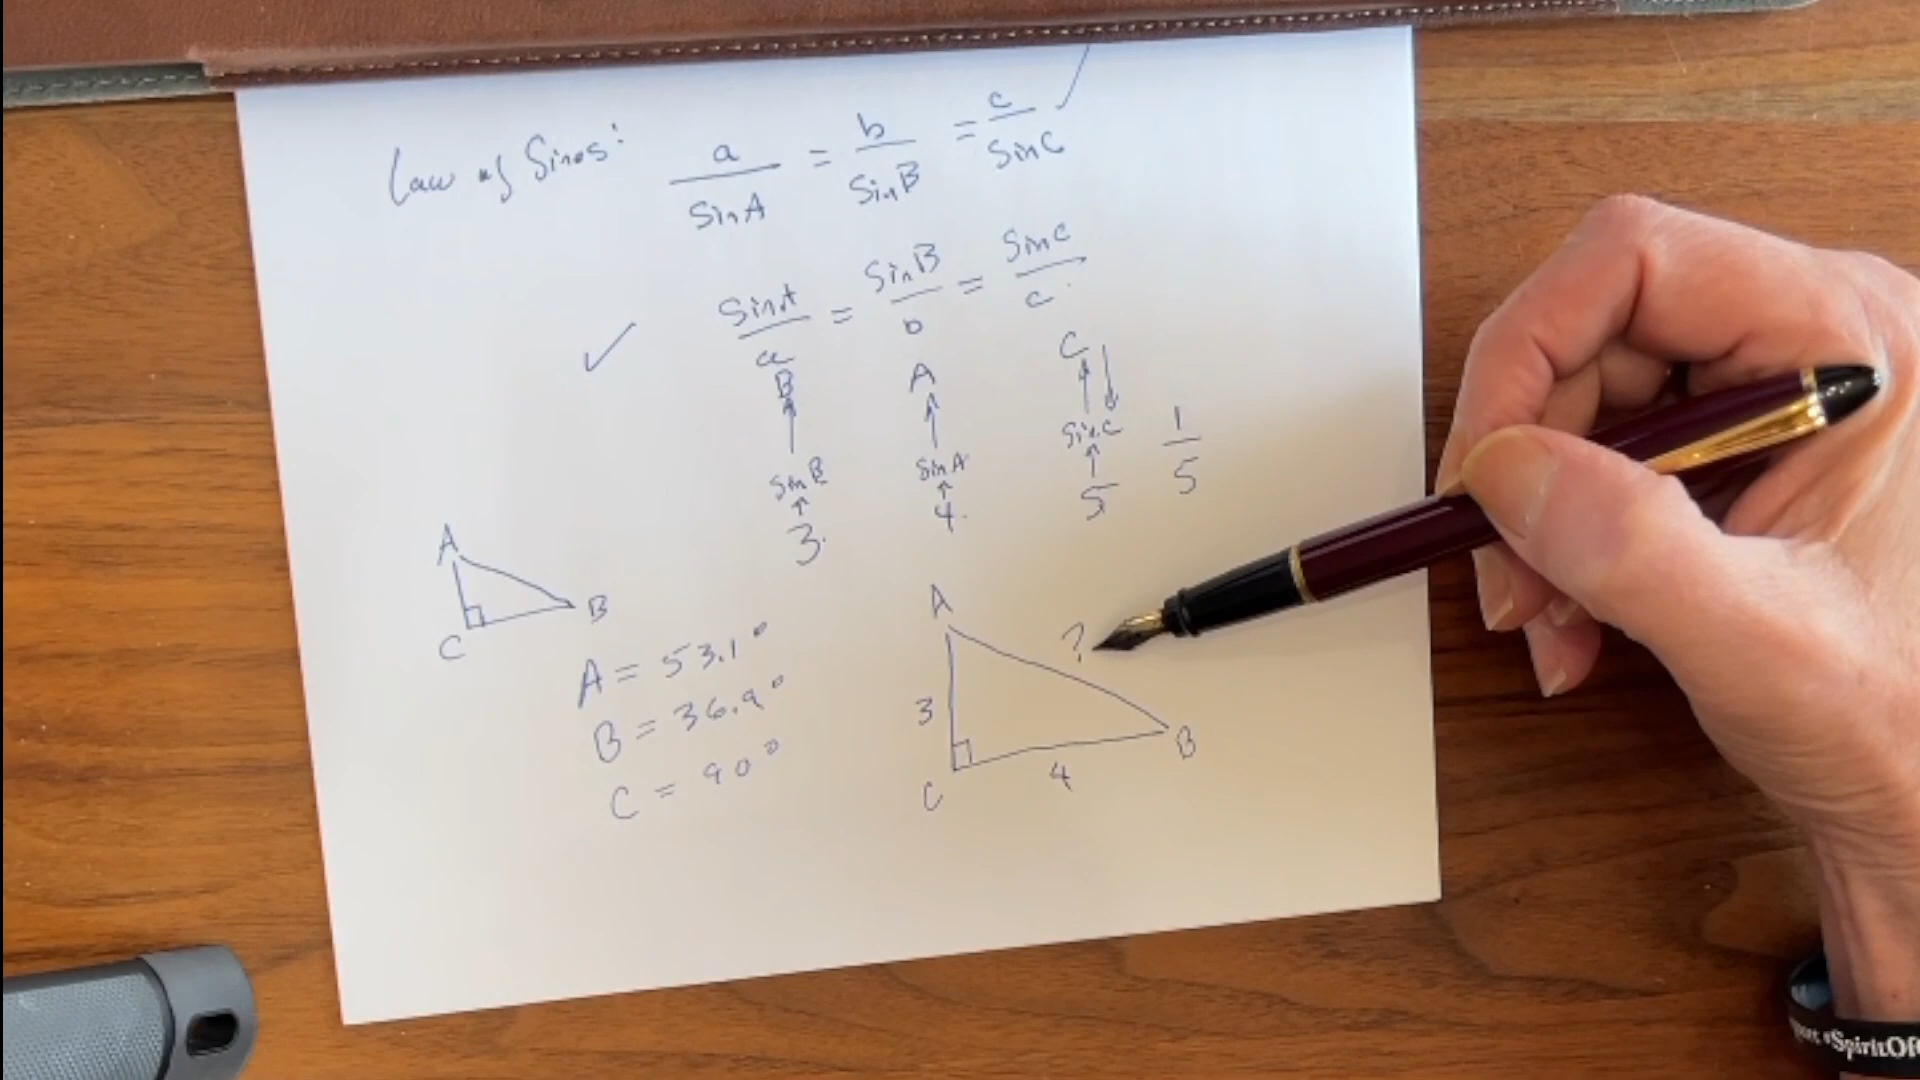 Law of Sines: a/SinA = b/SinB = c/SinC
SinA/a = SinB/b = SinC/c
B A C
SinB SinA SinC 1/5
3. 4. 5
A
B
C
A = 53.1°
B = 36.9°
C = 90°
A
?
3
B
4
C
#SpiritOf